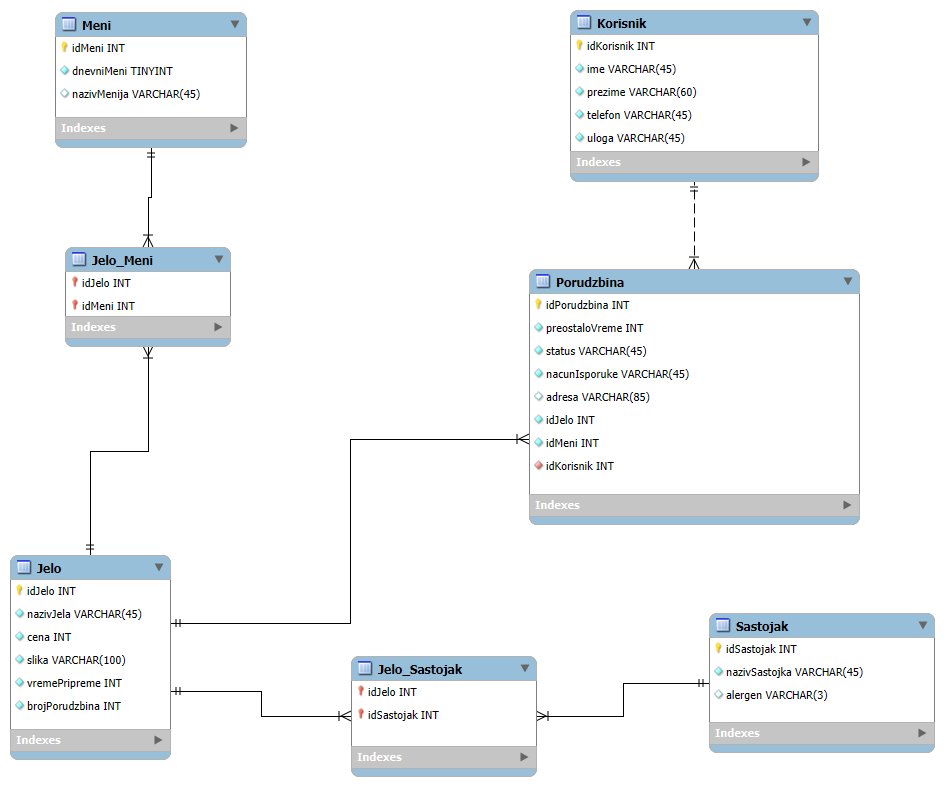 Meni
idMeni INT
dnevniMeni TINYINT
nazivMenija VARCHAR(45)
Indexes
Korisnik
idKorisnik INT
ime VARCHAR(45)
prezime VARCHAR(60)
telefon VARCHAR(45)
uloga VARCHAR(45)
Indexes
Jelo_Meni
idJelo INT
idMeni INT
Indexes
Porudzbina
idPorudzbina INT
preostaloVreme INT
status VARCHAR(45)
nacunIsporuke VARCHAR(45)
adresa VARCHAR(85)
idJelo INT
idMeni INT
idKorisnik INT
Indexes
Jelo
idJelo INT
nazivJela VARCHAR(45)
cena INT
slika VARCHAR(100)
vremePripreme INT
brojPorudzbina INT
Indexes
Jelo_Sastojak
idJelo INT
idSastojak INT
Indexes
Sastojak
idSastojak INT
nazivSastojka VARCHAR(45)
alergen VARCHAR(3)
Indexes